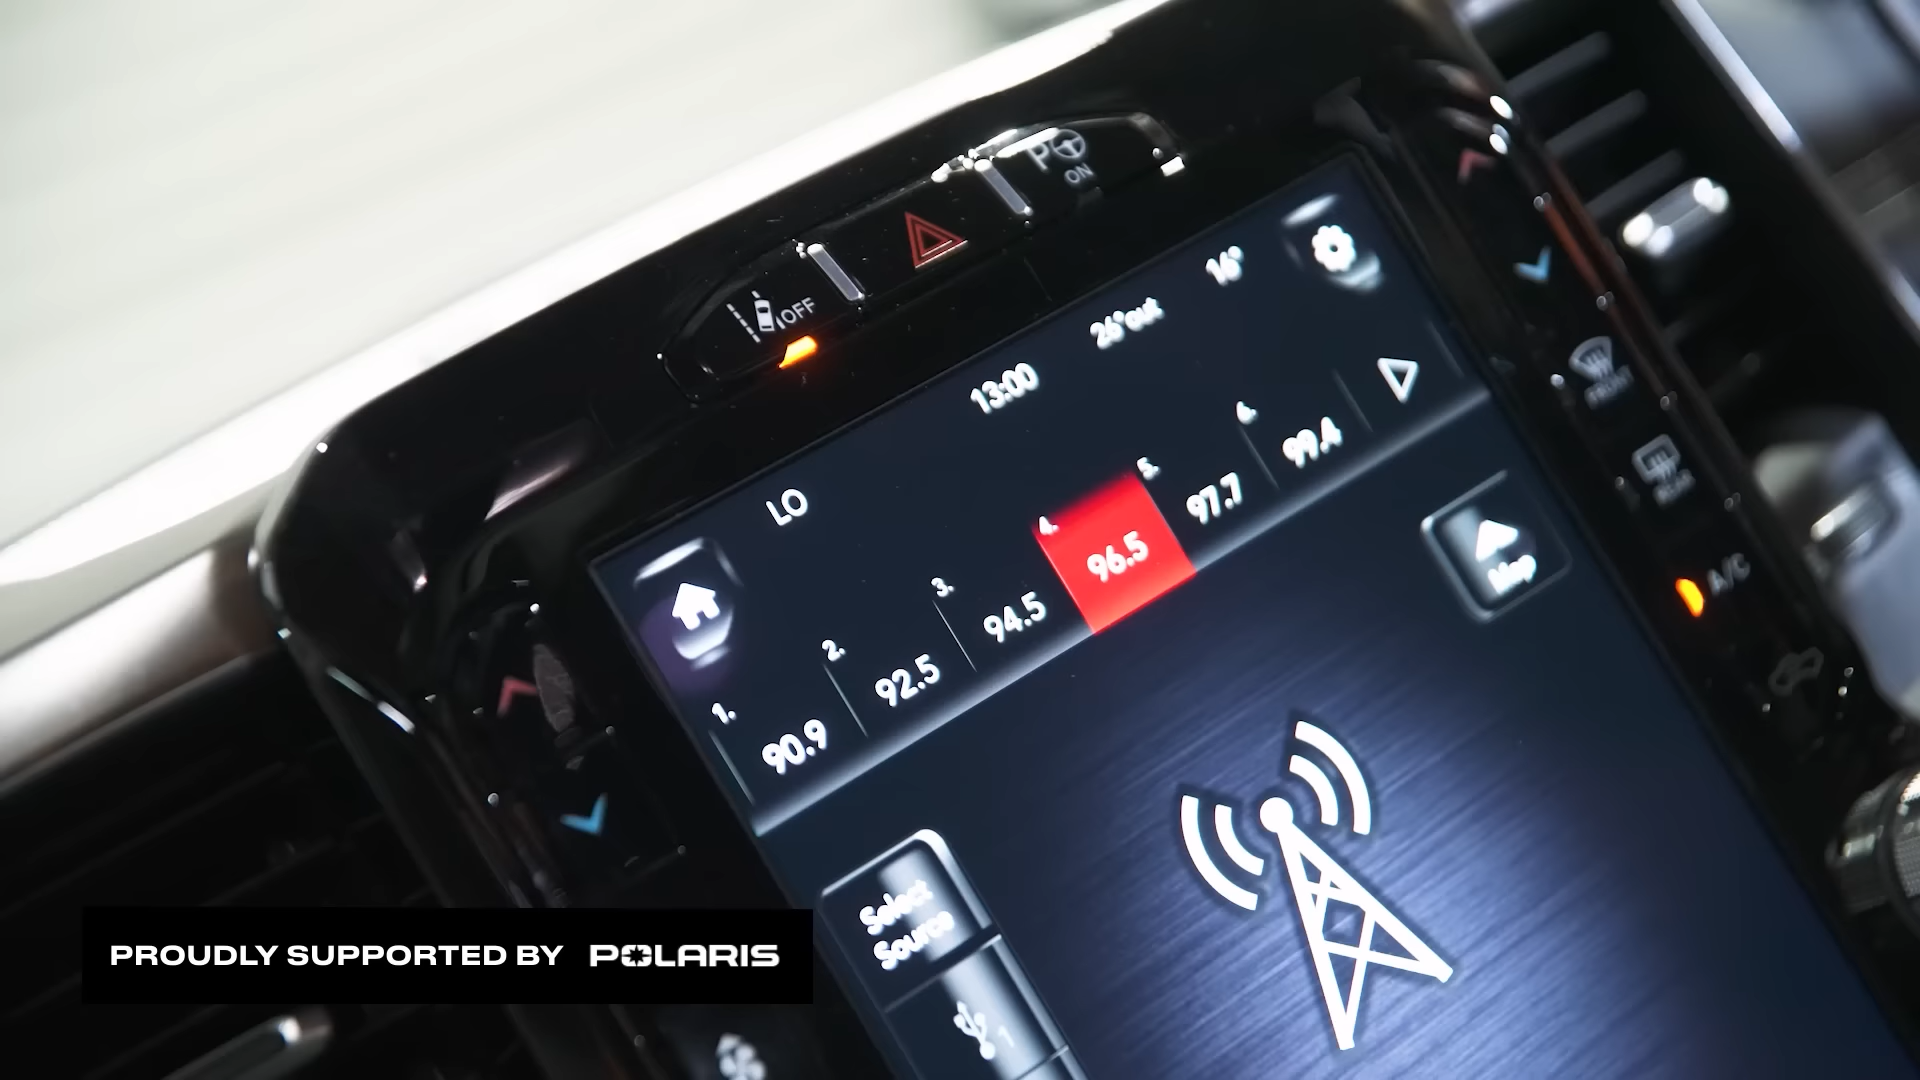 P ON
OFF
16°
26°out
13:00
LO
1. 90.9
2. 92.5
3. 94.5
4. 96.5
5. 97.7
6. 99.4
Map
FRONT
REAR
A/C
Select
Source
1
PROUDLY SUPPORTED BY POLARIS